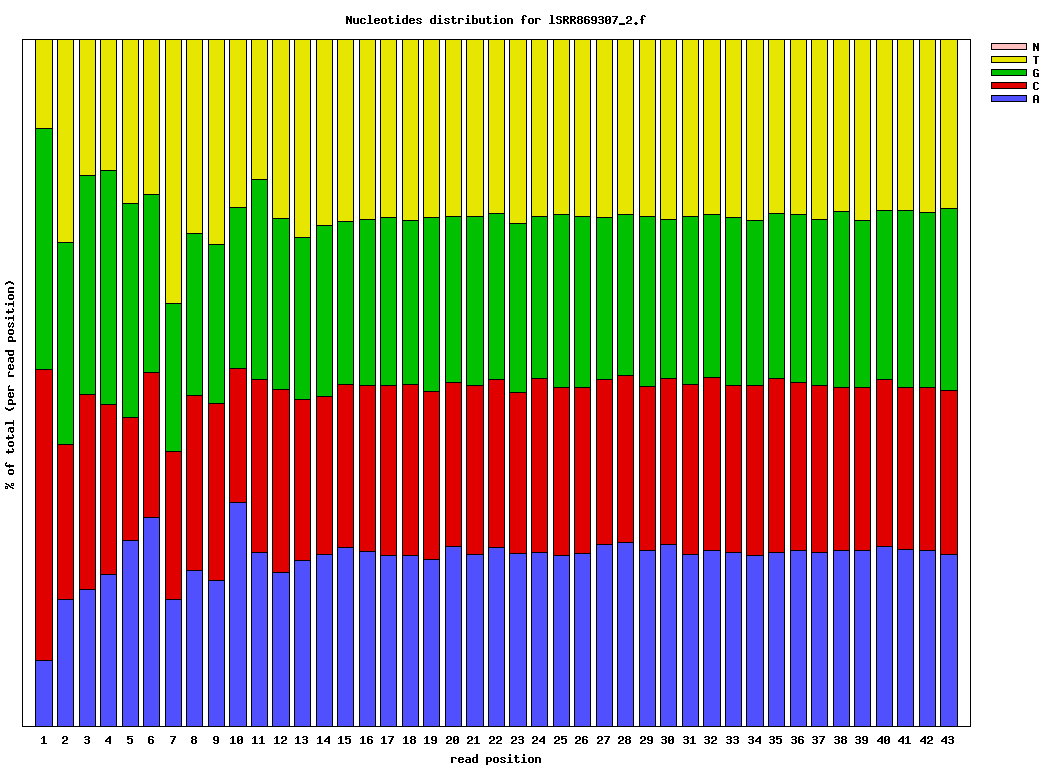 Nucleotides distribution for lSRR869307_2.f
N
T
G
C
A
% of total (per read position)
1 2 3 4 5 6 7 8 9 10 11 12 13 14 15 16 17 18 19 20 21 22 23 24 25 26 27 28 29 30 31 32 33 34 35 36 37 38 39 40 41 42 43
read position